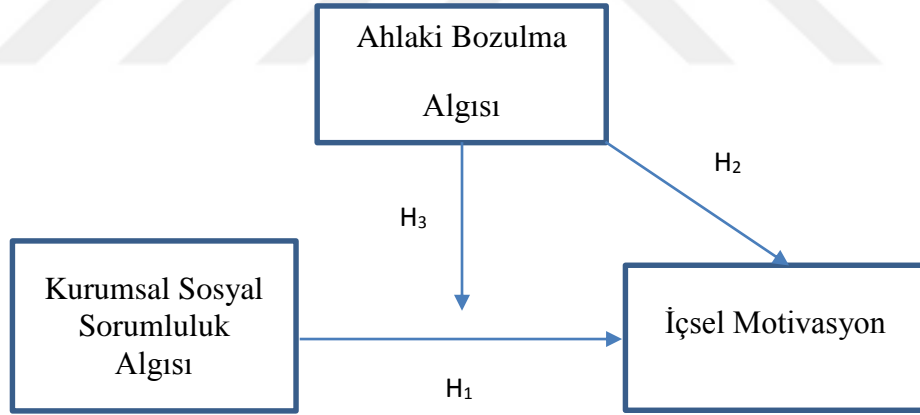 Ahlaki Bozulma
Algısı
H₂
H₃
Kurumsal Sosyal
Sorumluluk
Algısı
İçsel Motivasyon
H₁